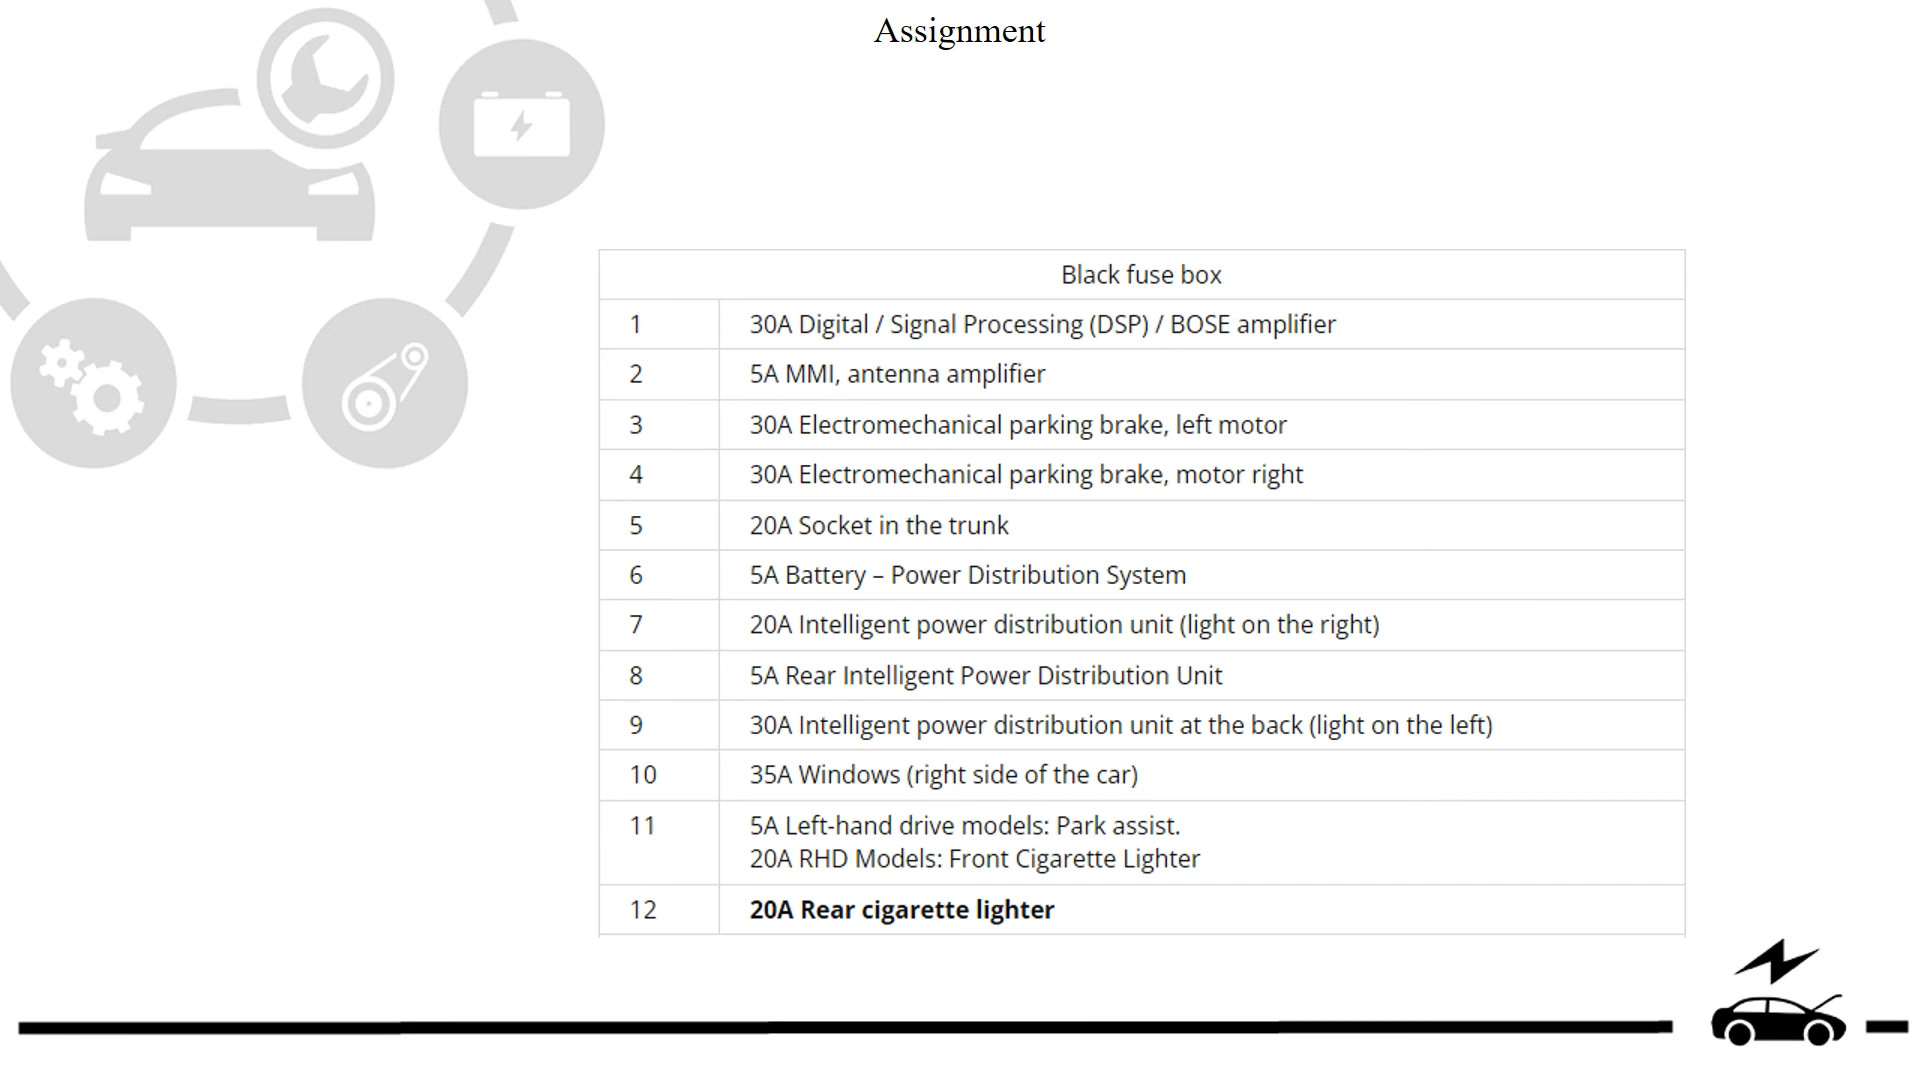 Assignment
Black fuse box
1 30A Digital / Signal Processing (DSP) / BOSE amplifier
2 5A MMI, antenna amplifier
3 30A Electromechanical parking brake, left motor
4 30A Electromechanical parking brake, motor right
5 20A Socket in the trunk
6 5A Battery – Power Distribution System
7 20A Intelligent power distribution unit (light on the right)
8 5A Rear Intelligent Power Distribution Unit
9 30A Intelligent power distribution unit at the back (light on the left)
10 35A Windows (right side of the car)
11 5A Left-hand drive models: Park assist.
20A RHD Models: Front Cigarette Lighter
12 20A Rear cigarette lighter